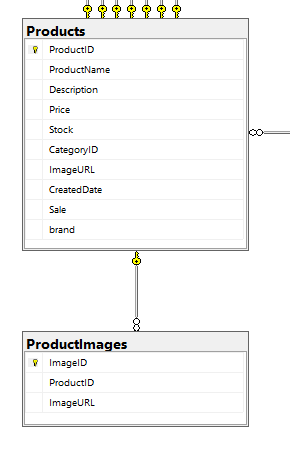 Products
ProductID
ProductName
Description
Price
Stock
CategoryID
ImageURL
CreatedDate
Sale
brand
ProductImages
ImageID
ProductID
ImageURL